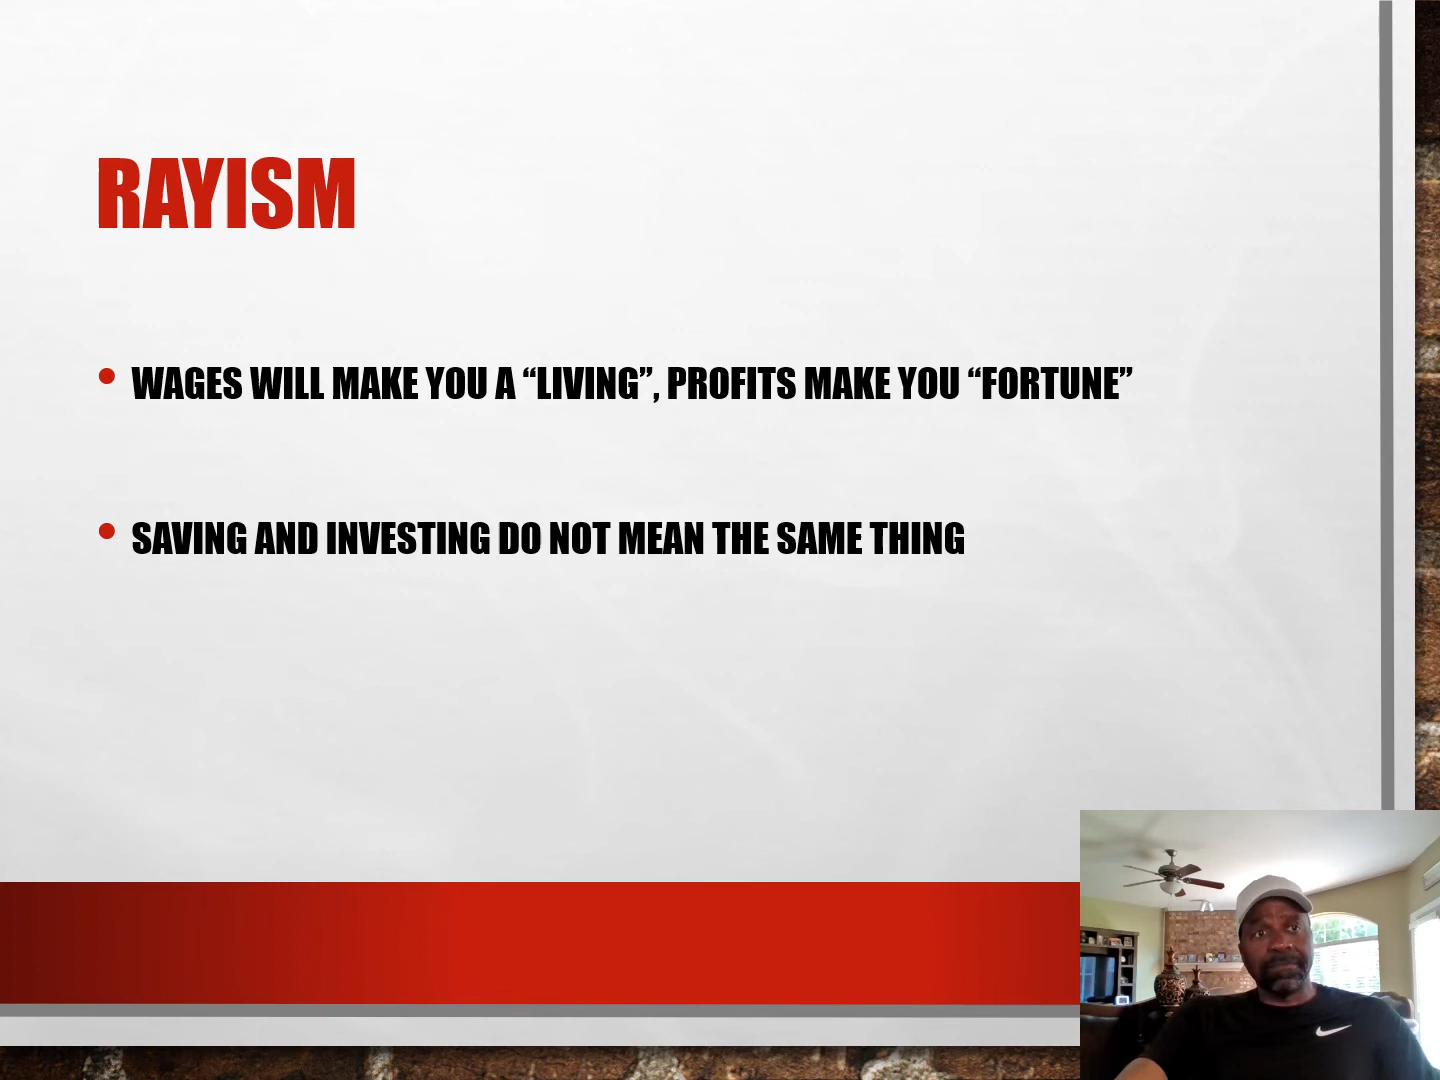 RAYISM
• WAGES WILL MAKE YOU A “LIVING”, PROFITS MAKE YOU “FORTUNE”
• SAVING AND INVESTING DO NOT MEAN THE SAME THING